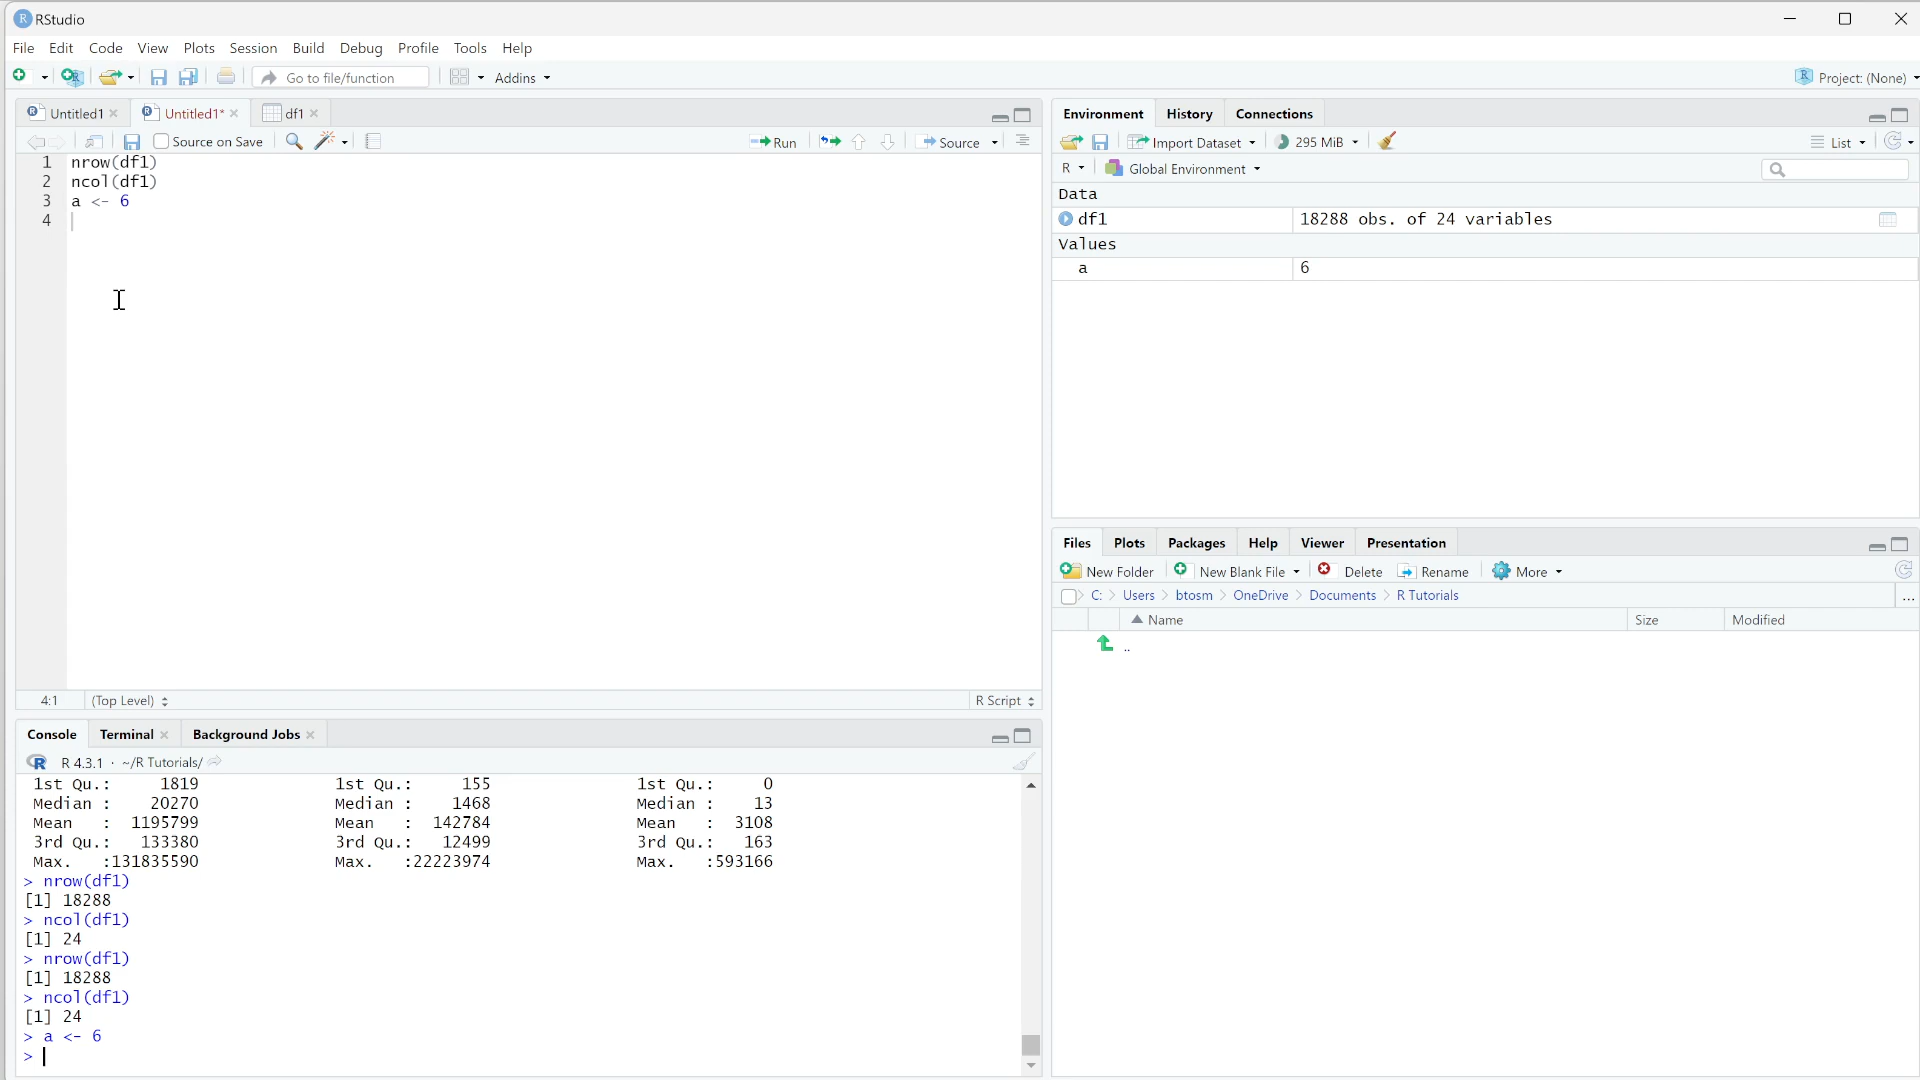 RStudio
File Edit Code View Plots Session Build Debug Profile Tools Help
Go to file/function Addins Project: (None)
Untitled1 Untitled1* df1
Source on Save Run Source
1 nrow(df1)
2 ncol(df1)
3 a <- 6
4
4:1 (Top Level) R Script
Console Terminal Background Jobs
R 4.3.1 · ~/R Tutorials/
1st Qu.: 1819 1st Qu.: 155 1st Qu.: 0
Median : 20270 Median : 1468 Median : 13
Mean : 1195799 Mean : 142784 Mean : 3108
3rd Qu.: 133380 3rd Qu.: 12499 3rd Qu.: 163
Max. :131835590 Max. :22223974 Max. :593166
> nrow(df1)
[1] 18288
> ncol(df1)
[1] 24
> nrow(df1)
[1] 18288
> ncol(df1)
[1] 24
> a <- 6
>
Environment History Connections
Import Dataset 295 MiB List
R Global Environment
Data
df1 18288 obs. of 24 variables
Values
a 6
Files Plots Packages Help Viewer Presentation
New Folder New Blank File Delete Rename More
C: > Users > btosm > OneDrive > Documents > R Tutorials ...
Name Size Modified
..